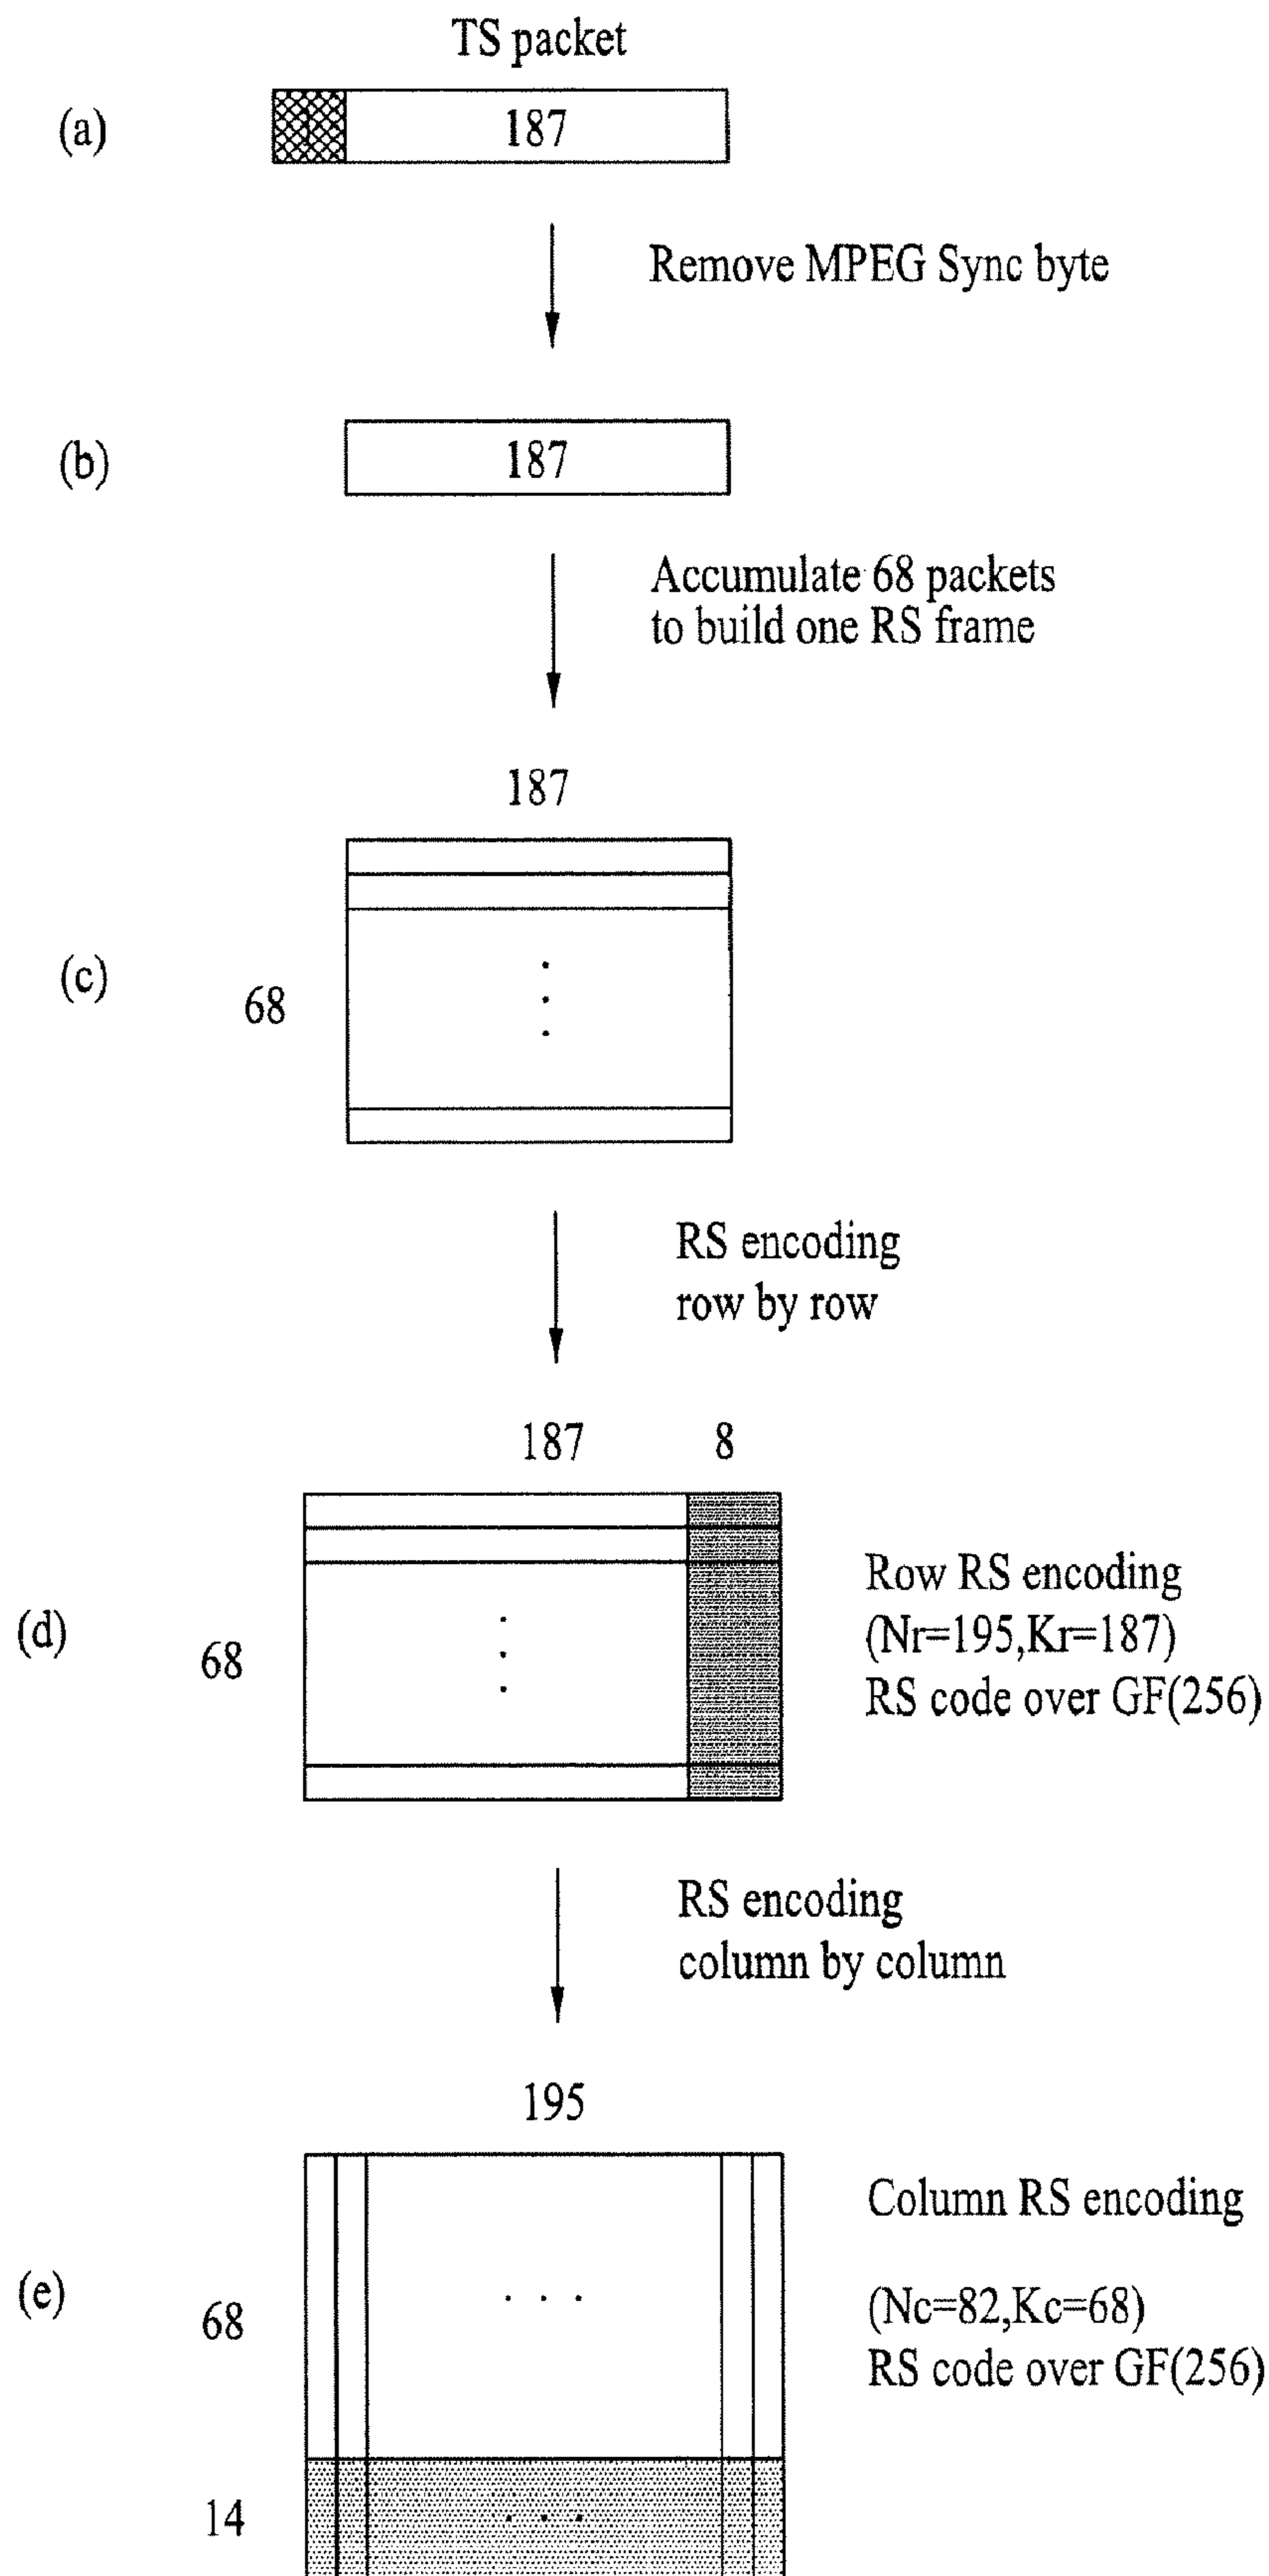 TS packet
(a)
1
187
Remove MPEG Sync byte
(b)
187
Accumulate 68 packets
to build one RS frame
187
(c)
68
RS encoding
row by row
187
8
(d)
68
Row RS encoding
(Nr=195,Kr=187)
RS code over GF(256)
RS encoding
column by column
195
(e)
68
Column RS encoding
(Nc=82,Kc=68)
RS code over GF(256)
14